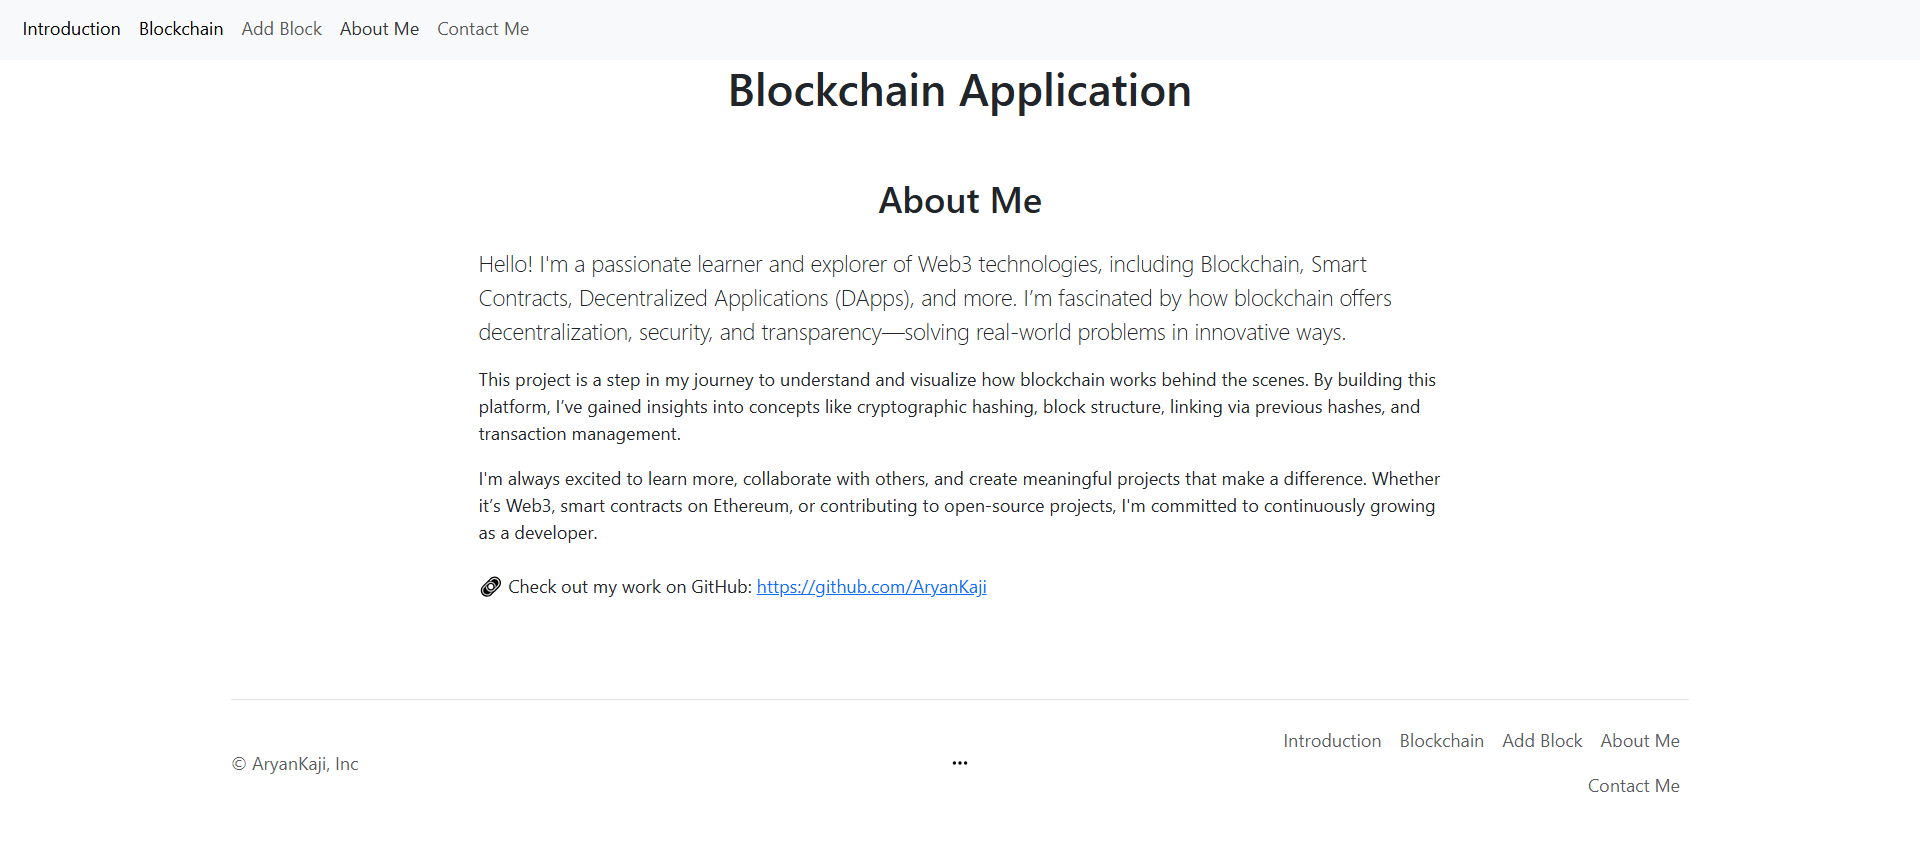 Introduction Blockchain Add Block About Me Contact Me
Blockchain Application
About Me
Hello! I'm a passionate learner and explorer of Web3 technologies, including Blockchain, Smart
Contracts, Decentralized Applications (DApps), and more. I’m fascinated by how blockchain offers
decentralization, security, and transparency—solving real-world problems in innovative ways.
This project is a step in my journey to understand and visualize how blockchain works behind the scenes. By building this
platform, I’ve gained insights into concepts like cryptographic hashing, block structure, linking via previous hashes, and
transaction management.
I'm always excited to learn more, collaborate with others, and create meaningful projects that make a difference. Whether
it’s Web3, smart contracts on Ethereum, or contributing to open-source projects, I'm committed to continuously growing
as a developer.
🔗 Check out my work on GitHub: https://github.com/AryanKaji
© AryanKaji, Inc
...
Introduction Blockchain Add Block About Me
Contact Me